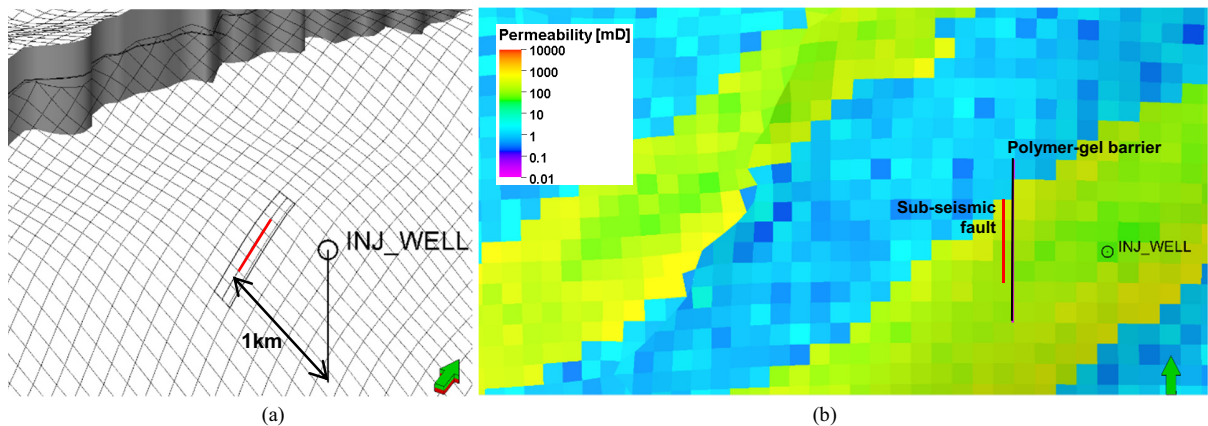 INJ_WELL
1km
(a)
Permeability [mD]
10000
1000
100
10
1
0.1
0.01
Polymer-gel barrier
Sub-seismic
fault
INJ_WELL
(b)